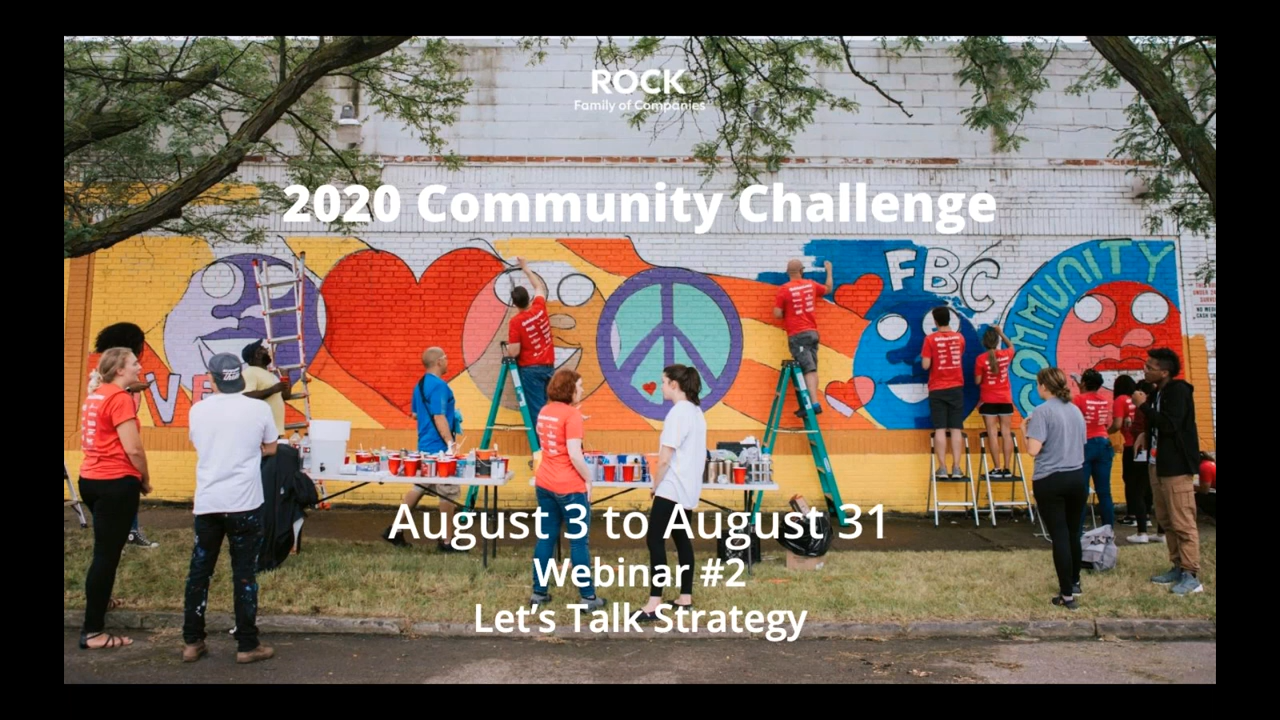 ROCK
Family of Companies
2020 Community Challenge
FBC
COMMUNITY
VE
August 3 to August 31
Webinar #2
Let's Talk Strategy